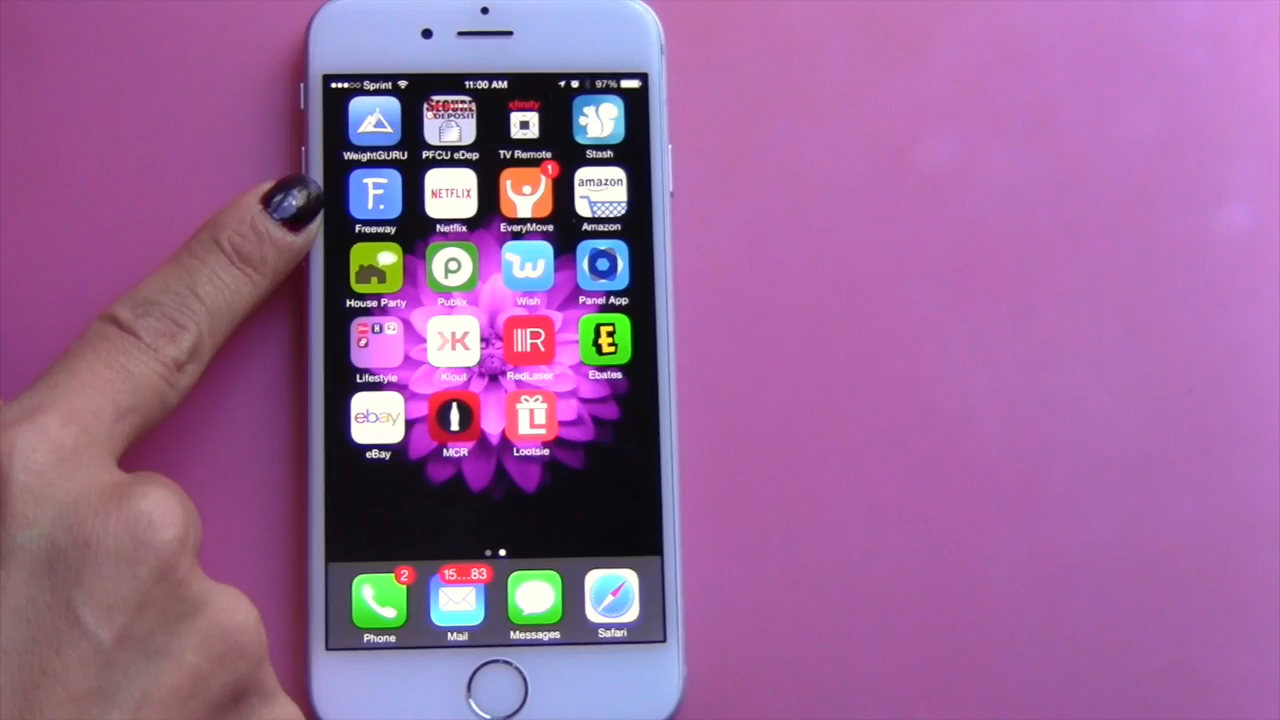 Sprint 11:00 AM 97%
SECURE
DEPOSIT
xfinity
WeightGURU PFCU eDep TV Remote Stash
F. NETFLIX 1 amazon
Freeway Netflix EveryMove Amazon
p w
House Party Publix Wish Panel App
K R E
Lifestyle Klout RedLaser Ebates
ebay L
eBay MCR Lootsie
2 15...83
Phone Mail Messages Safari